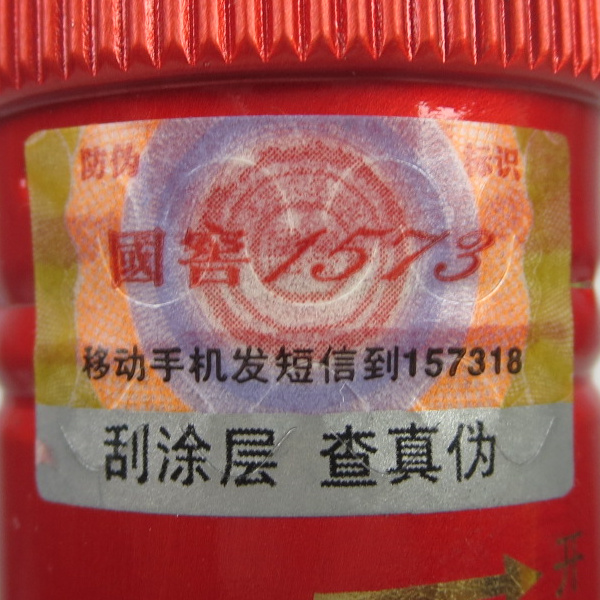 防伪 标识
國窖1573
移动手机发短信到157318
刮涂层 查真伪
开